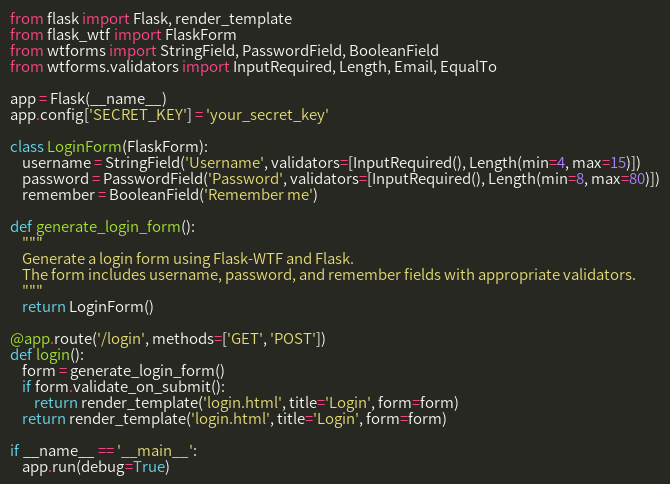 from flask import Flask, render_template
from flask_wtf import FlaskForm
from wtforms import StringField, PasswordField, BooleanField
from wtforms.validators import InputRequired, Length, Email, EqualTo

app = Flask(__name__)
app.config['SECRET_KEY'] = 'your_secret_key'

class LoginForm(FlaskForm):
    username = StringField('Username', validators=[InputRequired(), Length(min=4, max=15)])
    password = PasswordField('Password', validators=[InputRequired(), Length(min=8, max=80)])
    remember = BooleanField('Remember me')

def generate_login_form():
    """
    Generate a login form using Flask-WTF and Flask.
    The form includes username, password, and remember fields with appropriate validators.
    """
    return LoginForm()

@app.route('/login', methods=['GET', 'POST'])
def login():
    form = generate_login_form()
    if form.validate_on_submit():
        return render_template('login.html', title='Login', form=form)
    return render_template('login.html', title='Login', form=form)

if __name__ == '__main__':
    app.run(debug=True)